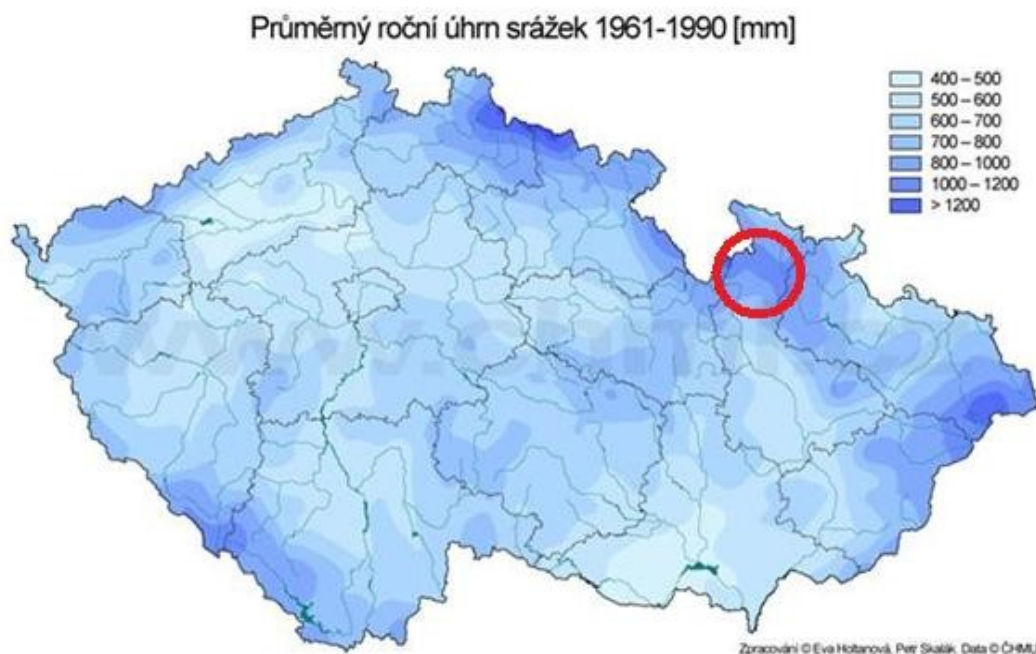 Průměrný roční úhrn srážek 1961-1990 [mm]
400 – 500
500 – 600
600 – 700
700 – 800
800 – 1000
1000 – 1200
> 1200
Zpracování © Eva Holtanová, Petr Skalák, Data © ČHMÚ